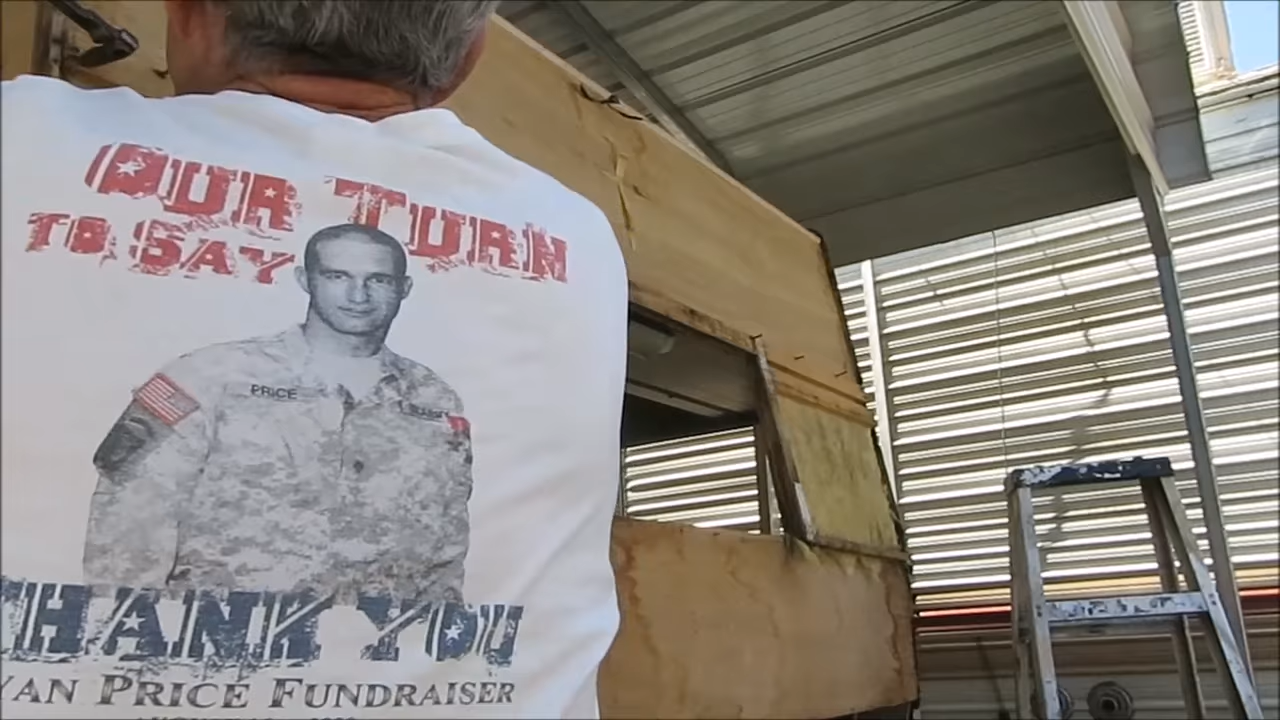 OUR TURN
TO SAY
PRICE
THANK YOU
YAN PRICE FUNDRAISER